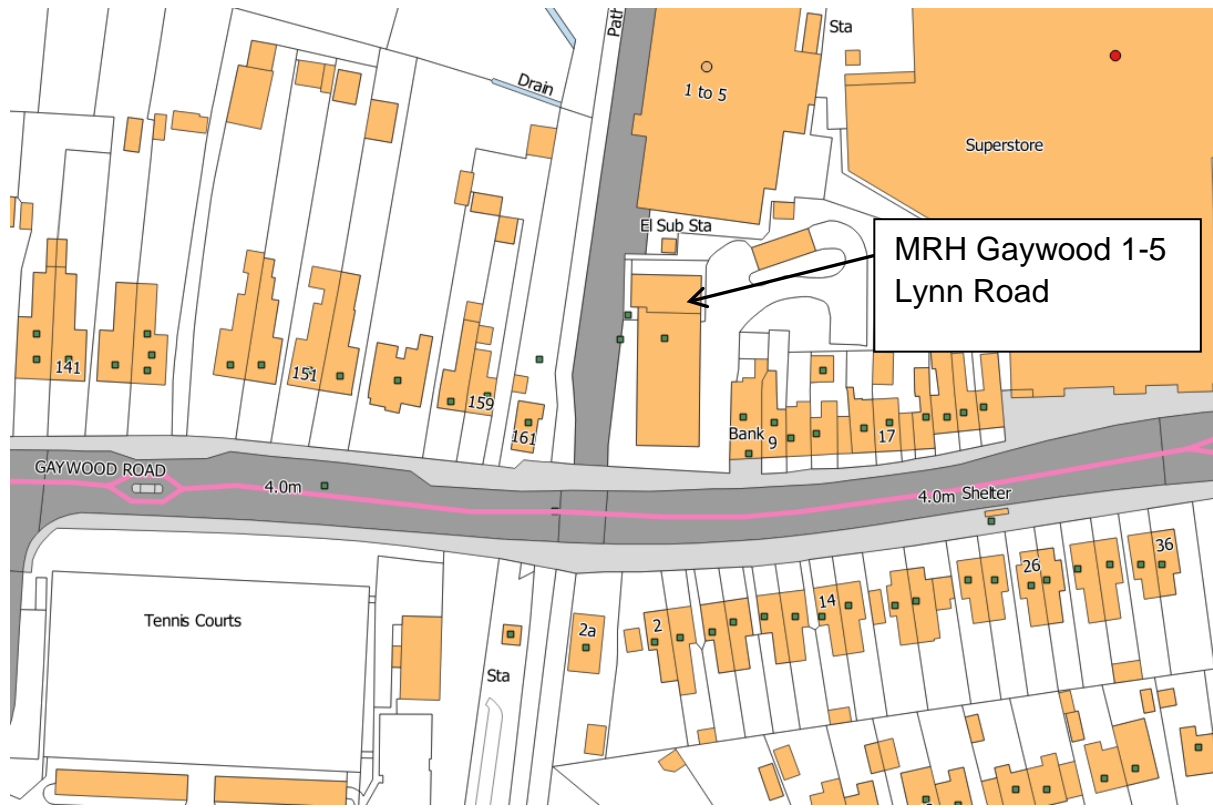 Path
Sta
Drain
1 to 5
Superstore
El Sub Sta
MRH Gaywood 1-5
Lynn Road
141
151
159
161
Bank
9
17
GAYWOOD ROAD
4.0m
4.0m
Shelter
36
26
14
2
2a
Tennis Courts
Sta